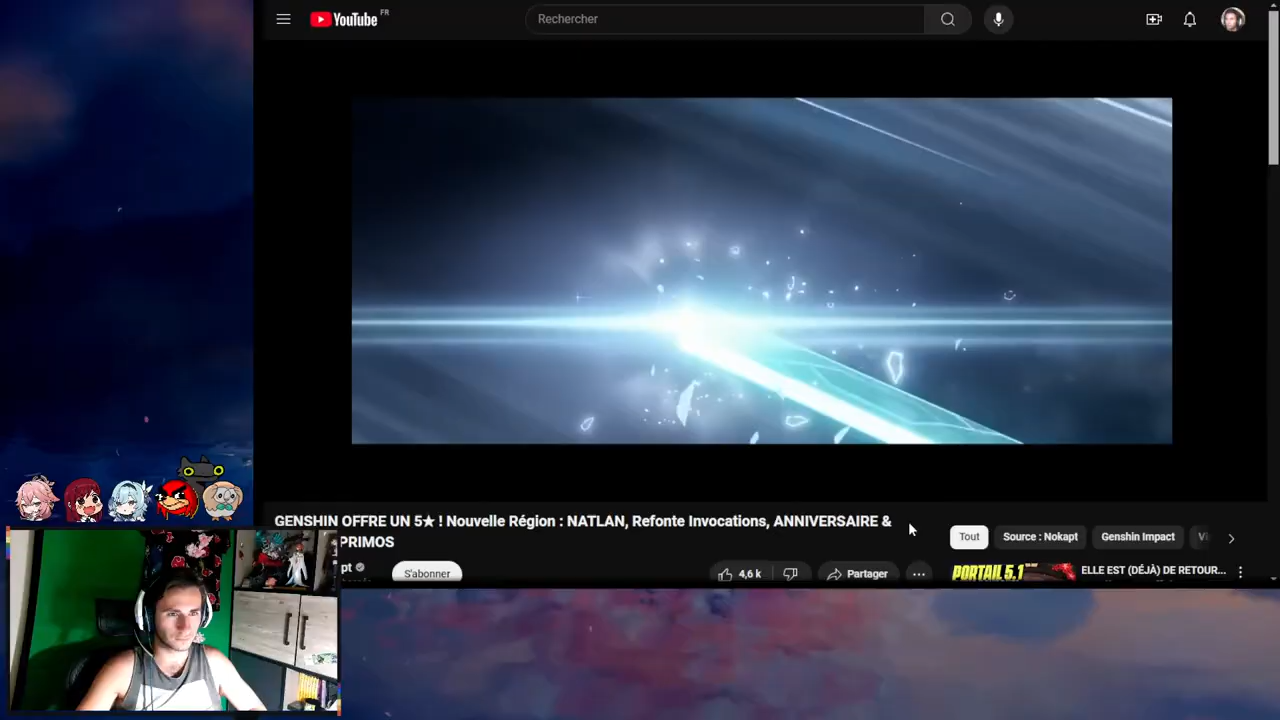 YouTube FR
Rechercher
GENSHIN OFFRE UN 5★ ! Nouvelle Région : NATLAN, Refonte Invocations, ANNIVERSAIRE &
PRIMOS
pt
S'abonner
4,6 k
Partager
...
Tout
Source : Nokapt
Genshin Impact
PORTAIL 5.1
ELLE EST (DÉJÀ) DE RETOUR...